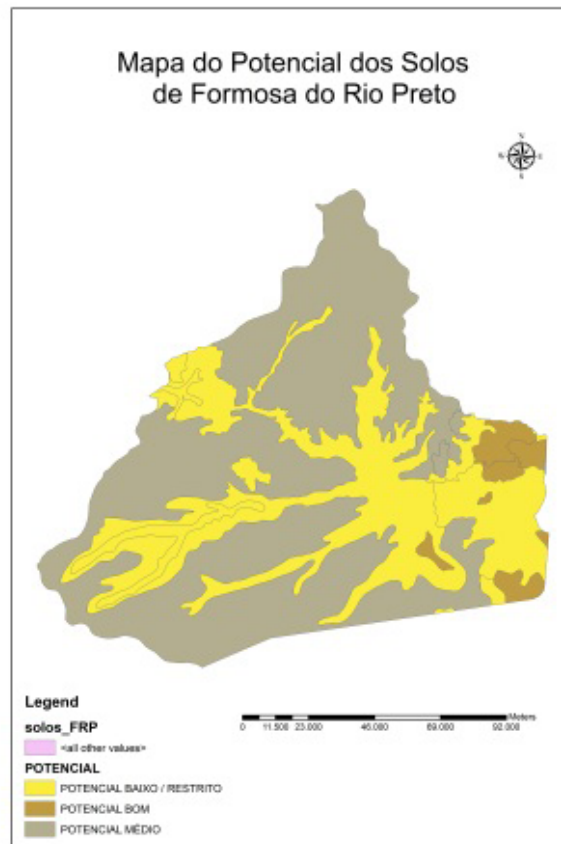 Mapa do Potencial dos Solos
de Formosa do Rio Preto
N
W E
S
Legend
solos_FRP
<all other values>
POTENCIAL
POTENCIAL BAIXO / RESTRITO
POTENCIAL BOM
POTENCIAL MÉDIO
Meters
0 11.500 23.000 46.000 69.000 92.000